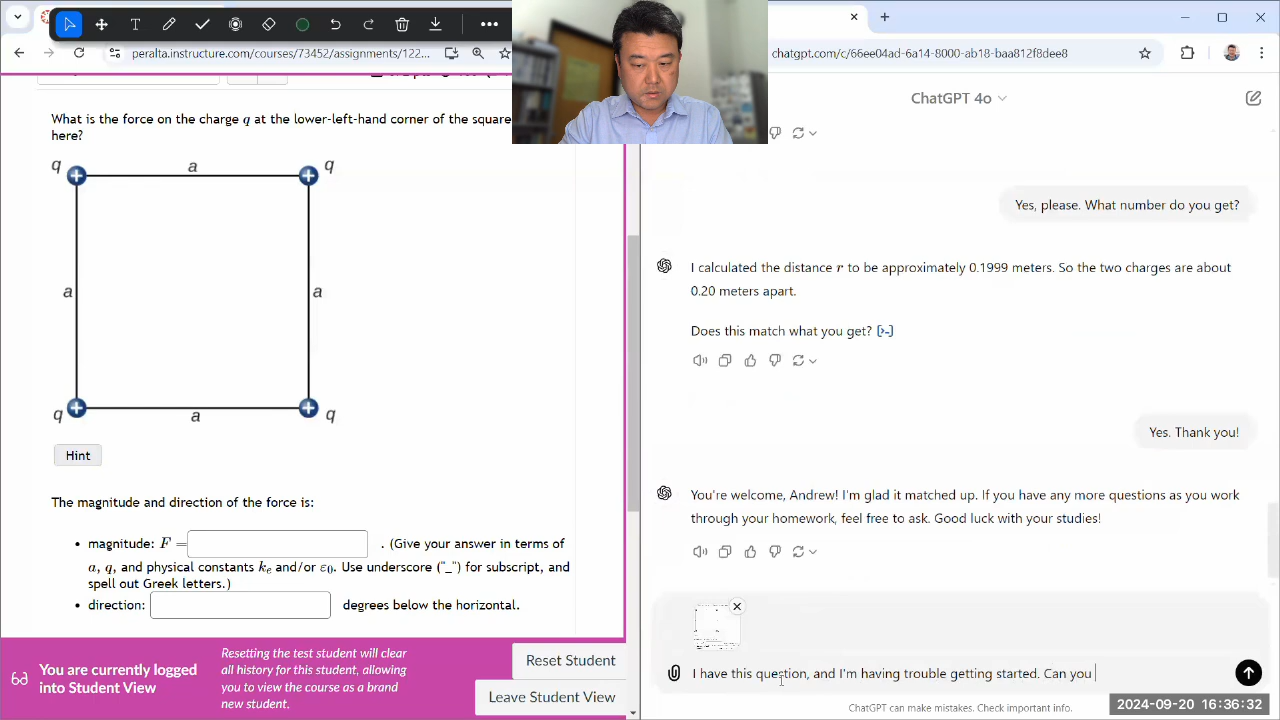 peralta.instructure.com/courses/73452/assignments/122...
chatgpt.com/c/66ee04ad-6a14-8000-ab18-baa812f8dee8
What is the force on the charge q at the lower-left-hand corner of the square
here?
q
a
q
a
a
q
a
q
Hint
The magnitude and direction of the force is:
• magnitude: F = . (Give your answer in terms of
a, q, and physical constants k_e and/or ε₀. Use underscore ("_") for subscript, and
spell out Greek letters.)
• direction: degrees below the horizontal.
You are currently logged
into Student View
Resetting the test student will clear
all history for this student, allowing
you to view the course as a brand
new student.
Reset Student
Leave Student View
ChatGPT 4o
Yes, please. What number do you get?
I calculated the distance r to be approximately 0.1999 meters. So the two charges are about
0.20 meters apart.
Does this match what you get? [>-]
Yes. Thank you!
You're welcome, Andrew! I'm glad it matched up. If you have any more questions as you work
through your homework, feel free to ask. Good luck with your studies!
I have this question, and I'm having trouble getting started. Can you
ChatGPT can make mistakes. Check important info.
2024-09-20 16:36:32